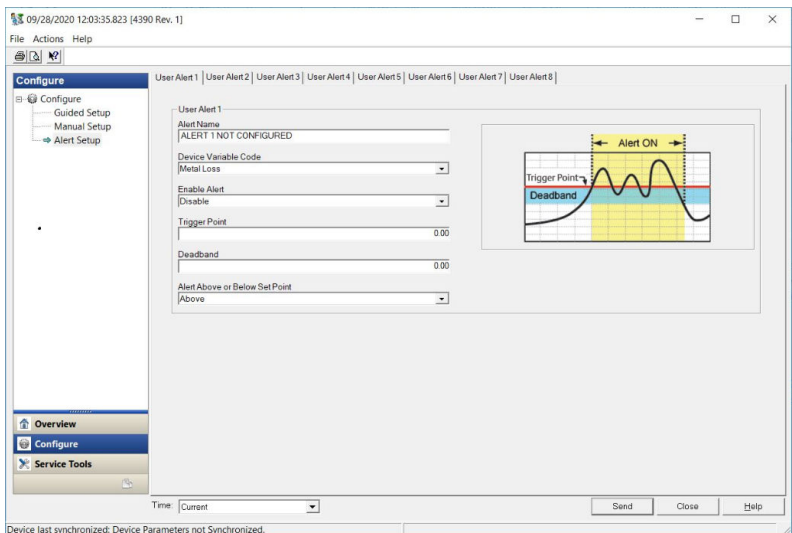 09/28/2020 12:03:35.823 [4390 Rev. 1]
File Actions Help
Configure
Configure
Guided Setup
Manual Setup
Alert Setup
Overview
Configure
Service Tools
User Alert 1 User Alert 2 User Alert 3 User Alert 4 User Alert 5 User Alert 6 User Alert 7 User Alert 8
User Alert 1
Alert Name
ALERT 1 NOT CONFIGURED
Device Variable Code
Metal Loss
Enable Alert
Disable
Trigger Point
0.00
Deadband
0.00
Alert Above or Below Set Point
Above
Alert ON
Trigger Point
Deadband
Time: Current
Send Close Help
Device last synchronized: Device Parameters not Synchronized.